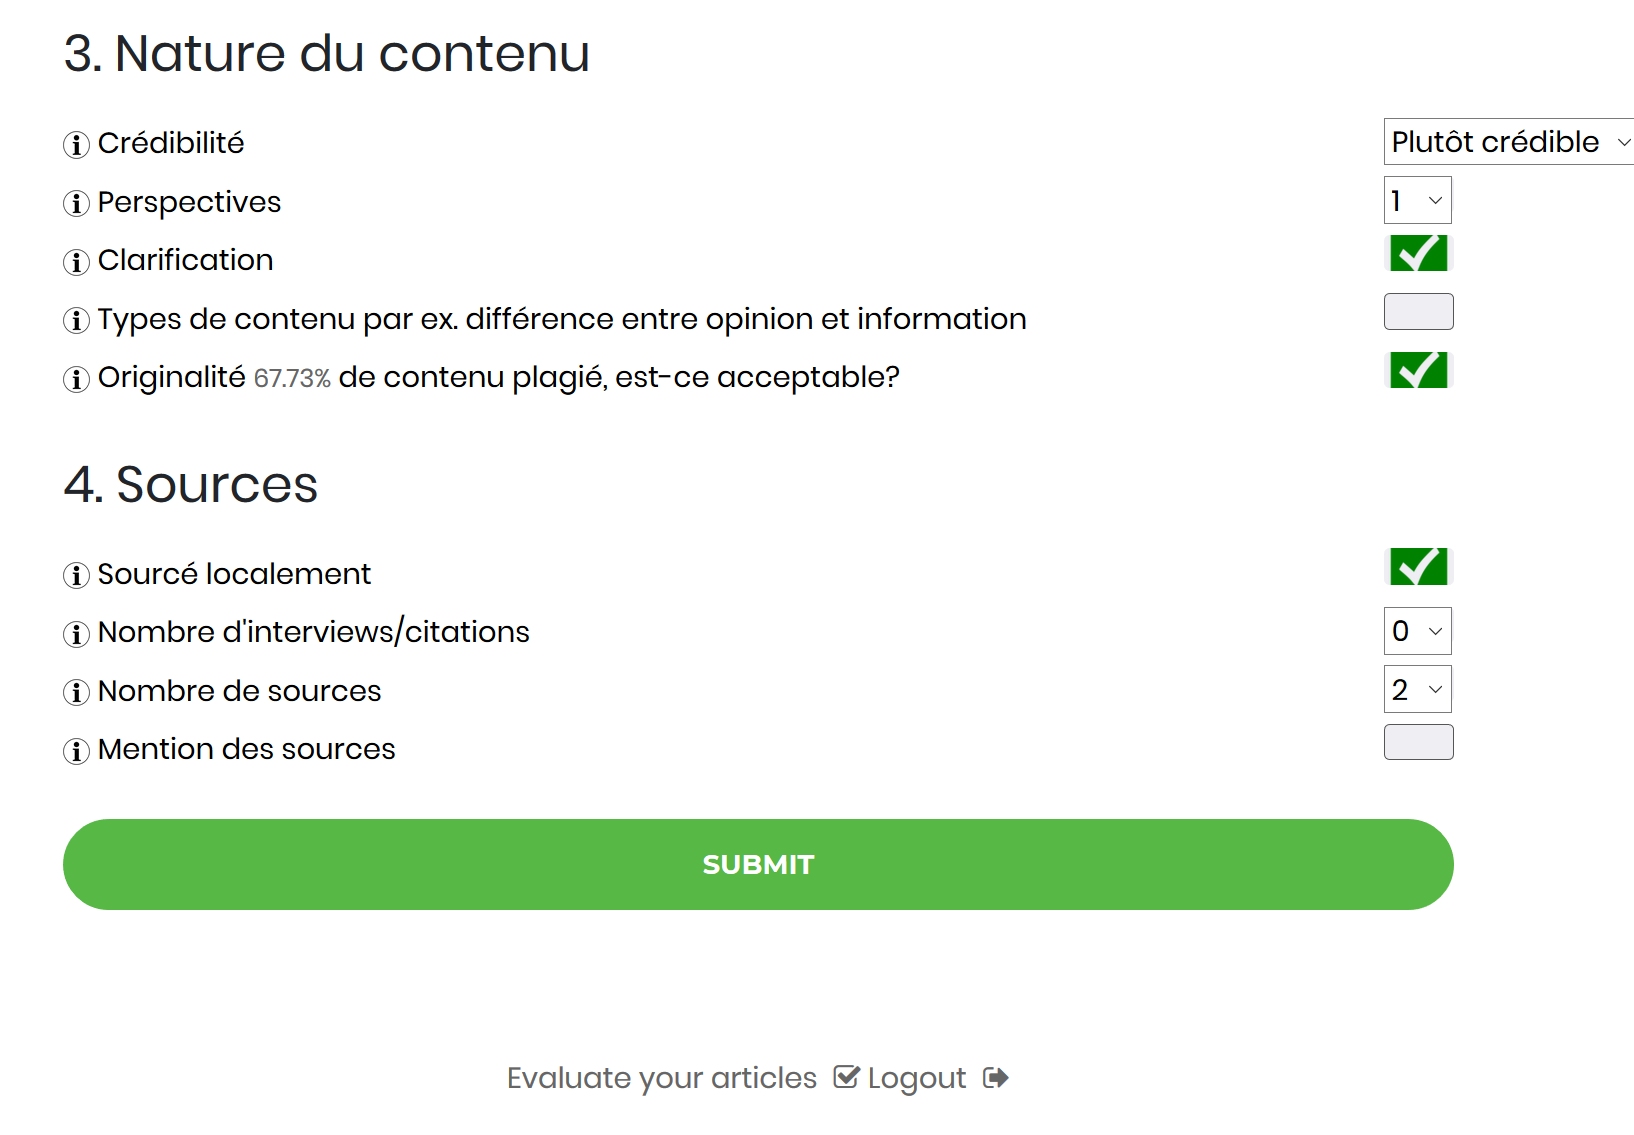 3. Nature du contenu
Crédibilité Plutôt crédible
Perspectives 1
Clarification
Types de contenu par ex. différence entre opinion et information
Originalité 67.73% de contenu plagié, est-ce acceptable?
4. Sources
Sourcé localement
Nombre d'interviews/citations 0
Nombre de sources 2
Mention des sources
SUBMIT
Evaluate your articles Logout